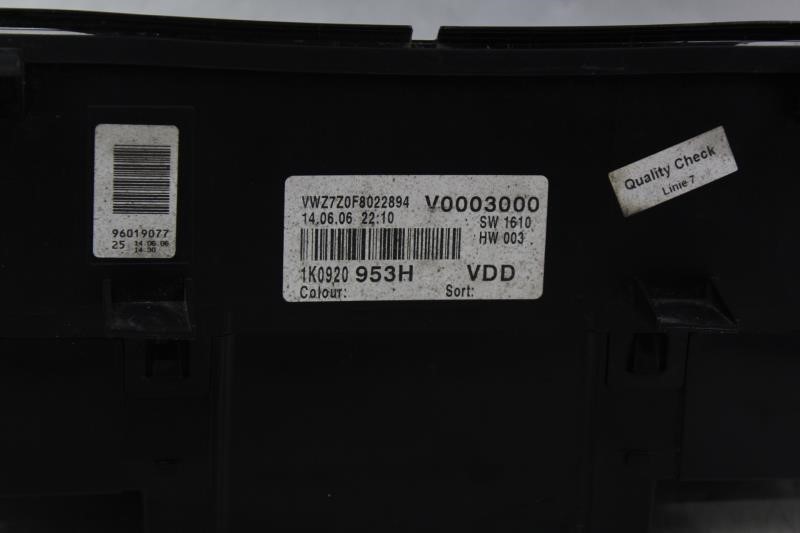 96019077
25 14.06.06
14:30
VWZ7Z0F8022894 V0003000
14.06.06 22:10 SW 1610
HW 003
1K0920 953H VDD
Colour: Sort:
Quality Check
Linie 7